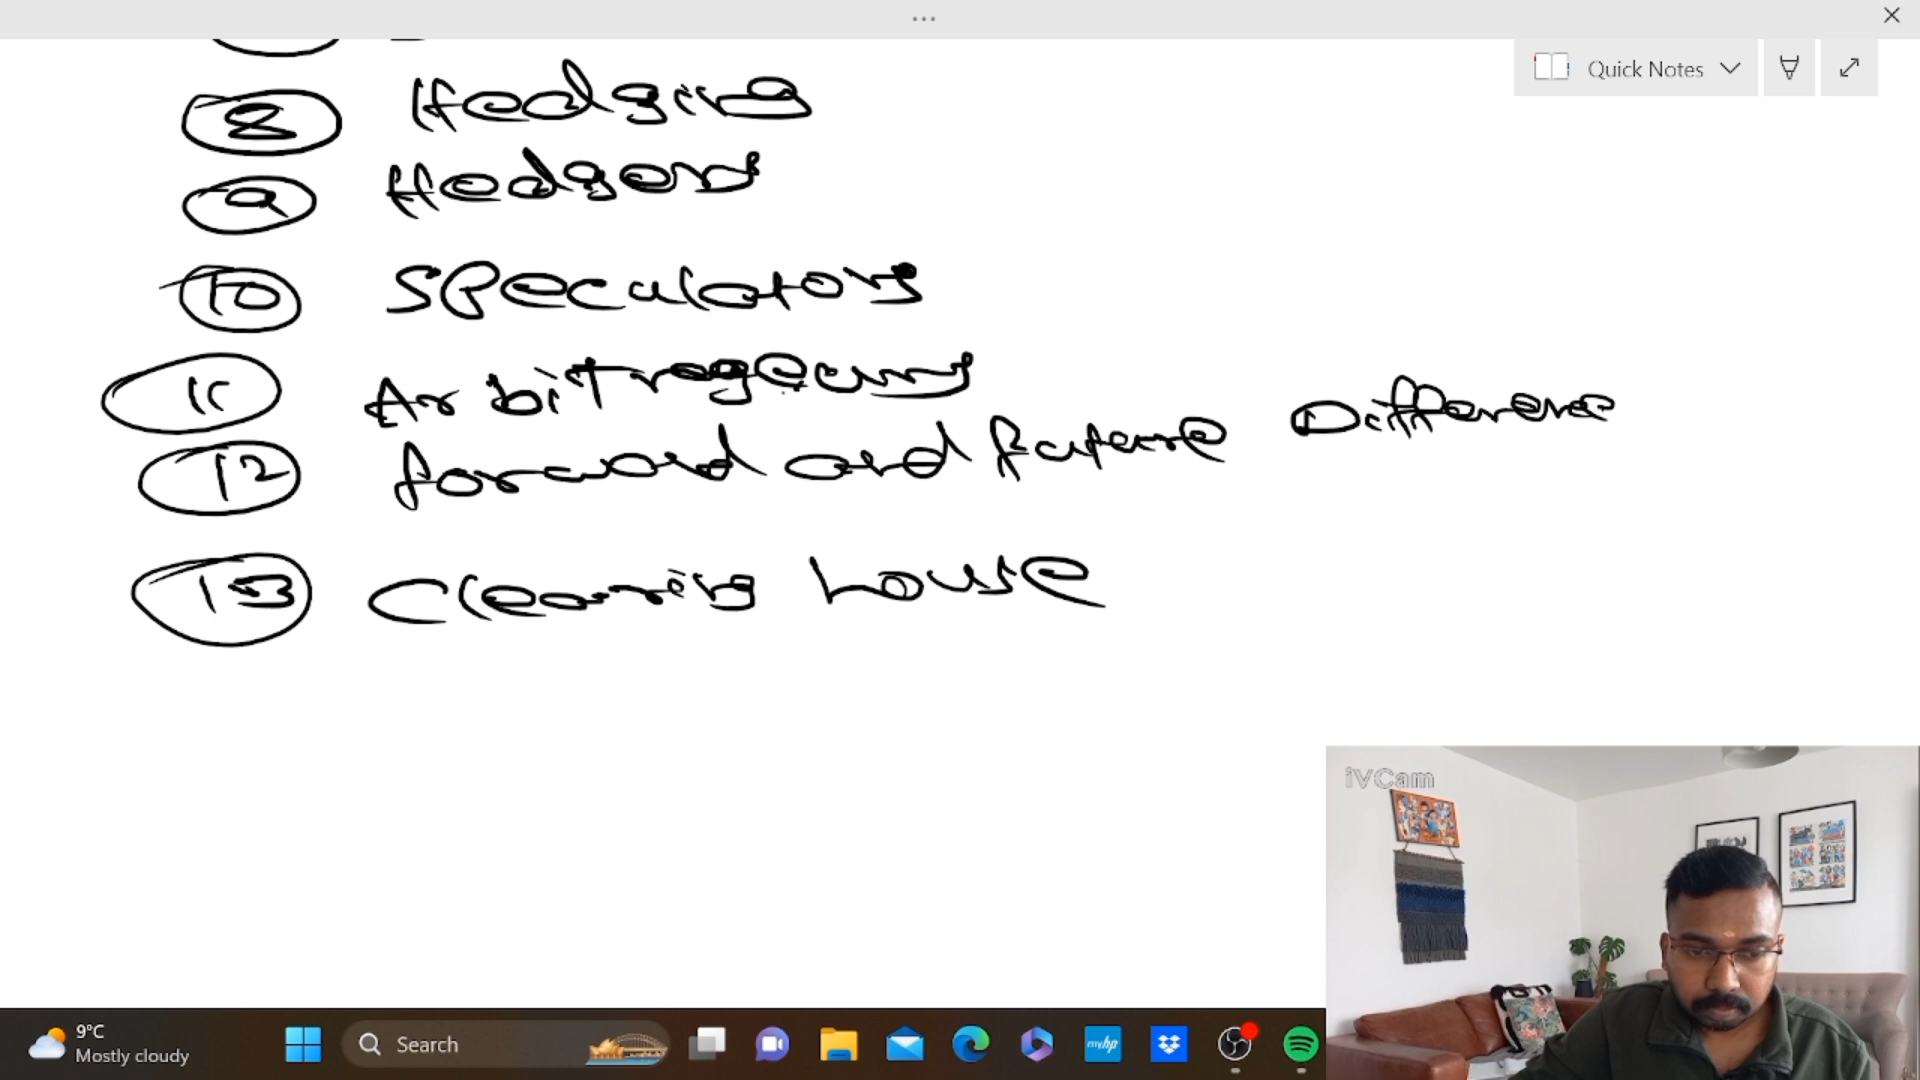 Quick Notes
8 Hedging
9 Hedgers
10 Speculators
11 Arbitrageurs
12 forward and future Difference
13 Clearing house
iVCam
9°C
Mostly cloudy
Search
myhp